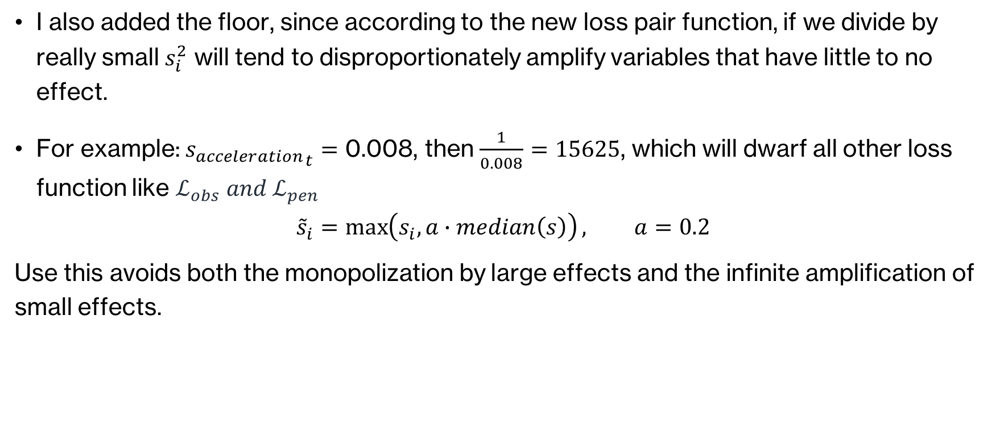 • I also added the floor, since according to the new loss pair function, if we divide by
really small $s_i^2$ will tend to disproportionately amplify variables that have little to no
effect.
• For example: $s_{acceleration_t}$ = 0.008, then $\frac{1}{0.008}$ = 15625, which will dwarf all other loss
function like $\mathcal{L}_{obs}$ and $\mathcal{L}_{pen}$
$\tilde{s}_i = \max(s_i, a \cdot median(s)), \quad a = 0.2$
Use this avoids both the monopolization by large effects and the infinite amplification of
small effects.